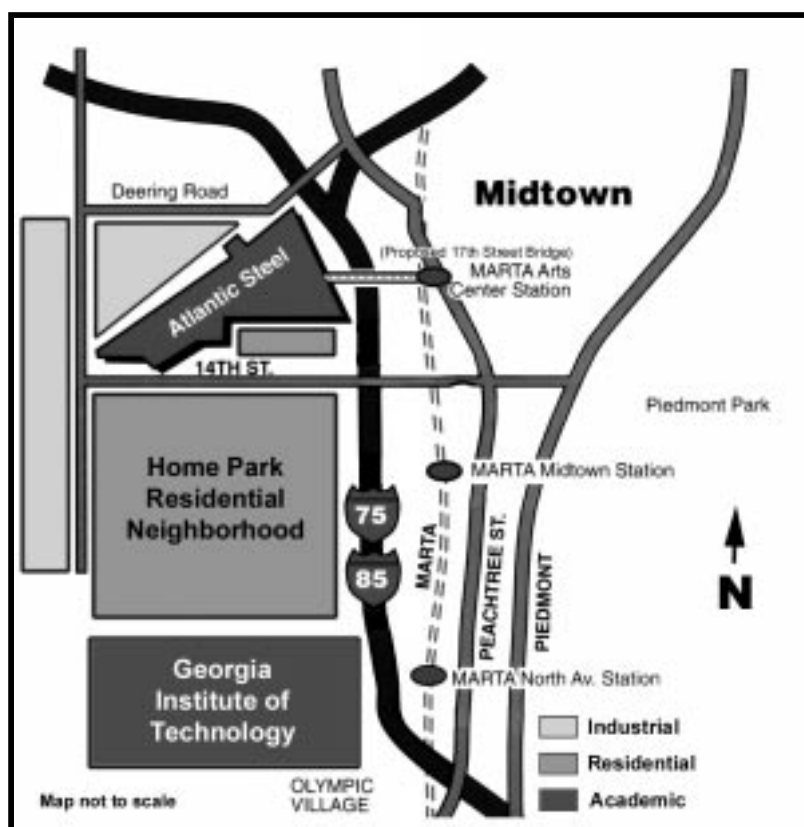 Deering Road
Midtown
(Proposed 17th Street Bridge)
MARTA Arts
Center Station
Atlantic Steel
14TH ST.
Piedmont Park
Home Park
Residential
Neighborhood
MARTA Midtown Station
75
85
MARTA
PEACHTREE ST.
PIEDMONT
N
Georgia
Institute of
Technology
MARTA North Av. Station
Industrial
Residential
Academic
OLYMPIC
VILLAGE
Map not to scale